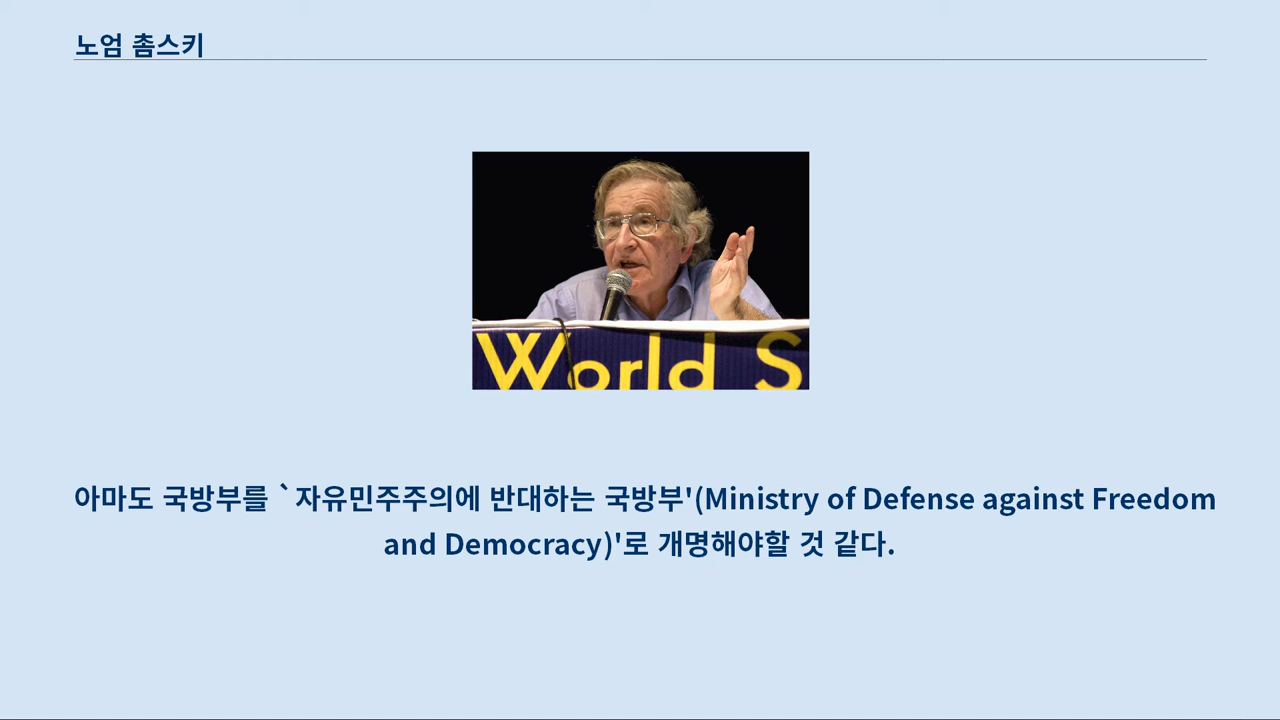 노엄 촘스키
World S
아마도 국방부를 `자유민주주의에 반대하는 국방부'(Ministry of Defense against Freedom
and Democracy)'로 개명해야할 것 같다.